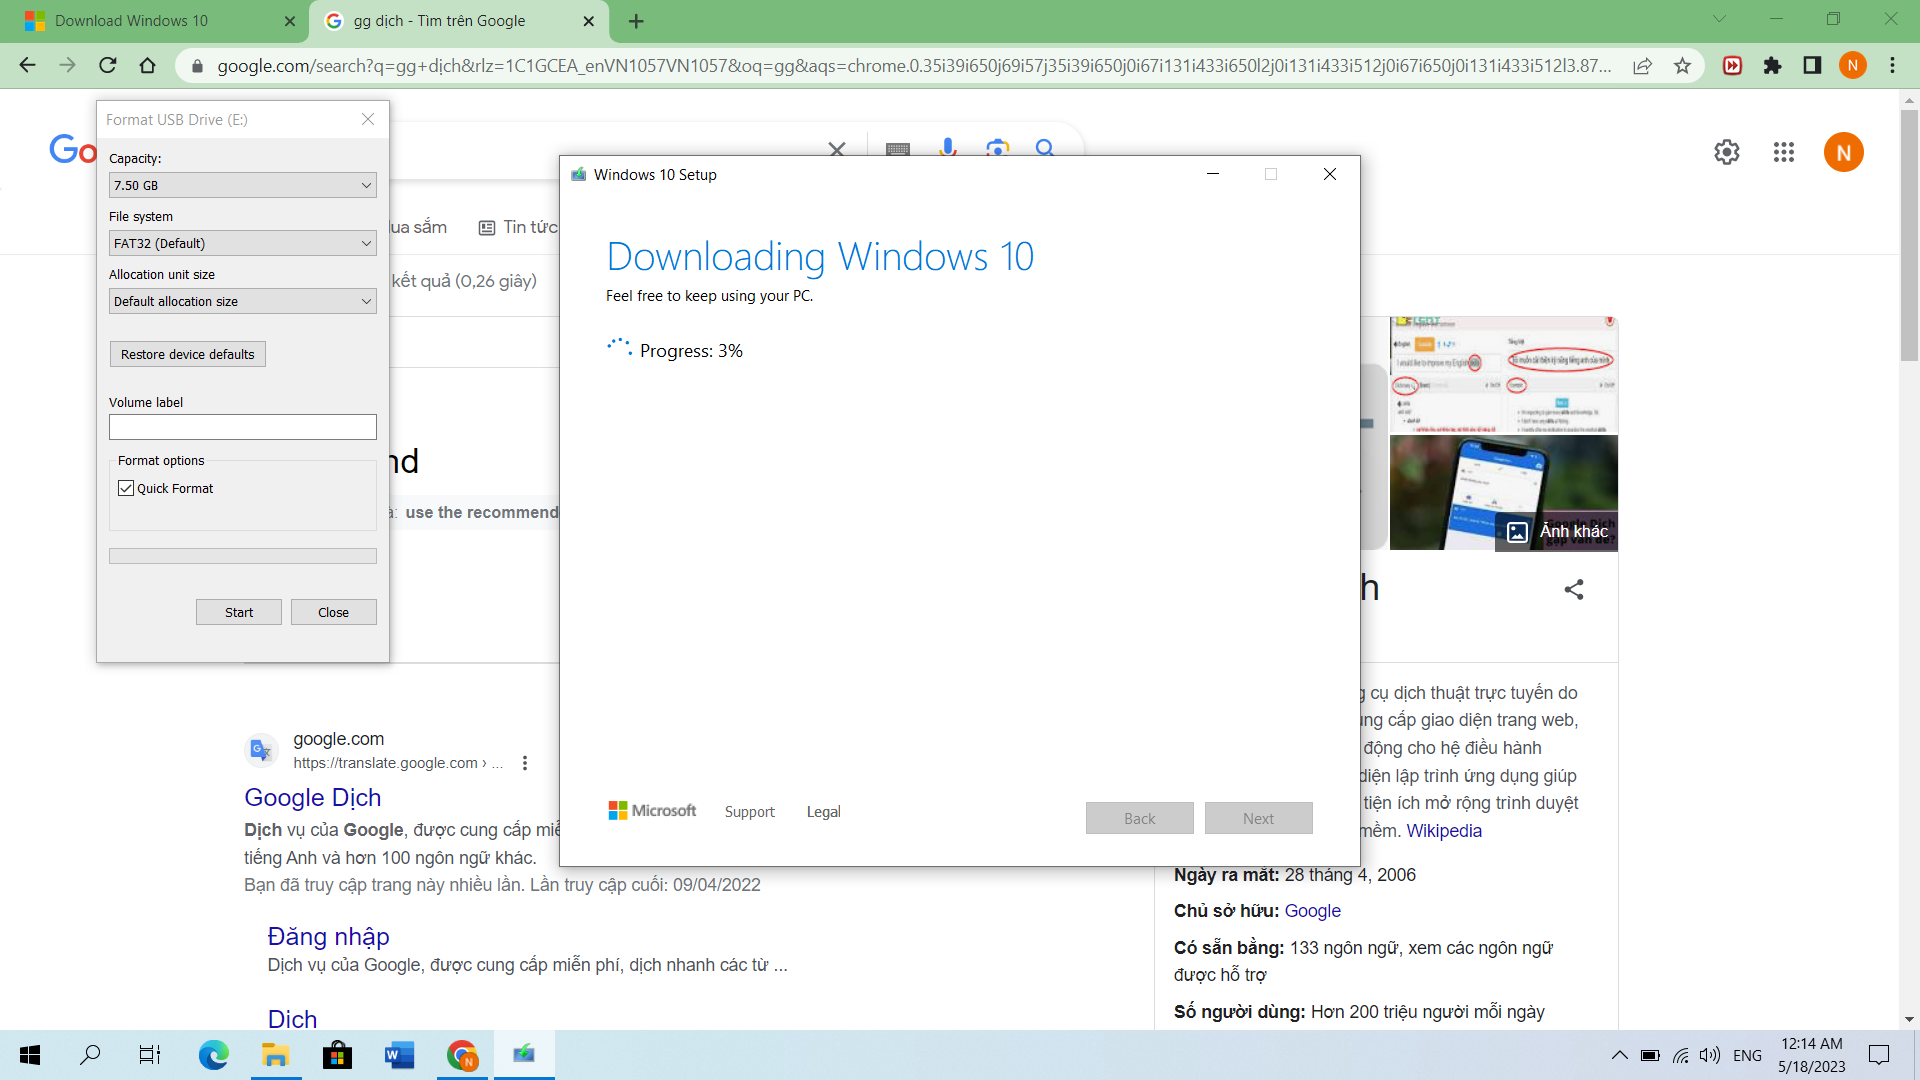 Download Windows 10
gg dịch - Tìm trên Google
google.com/search?q=gg+dịch&rlz=1C1GCEA_enVN1057VN1057&oq=gg&aqs=chrome.0.35i39i650j69i57j35i39i650j0i67i131i433i650l2j0i131i433i512j0i67i650j0i131i433i512l3.87...
N
Format USB Drive (E:)
Capacity:
7.50 GB
File system
FAT32 (Default)
Allocation unit size
Default allocation size
Restore device defaults
Volume label
Format options
Quick Format
Start
Close
Go
N
ua sắm
Tin tức
kết quả (0,26 giây)
nd
use the recommend
Windows 10 Setup
Downloading Windows 10
Feel free to keep using your PC.
Progress: 3%
Microsoft
Support
Legal
Back
Next
Ảnh khác
h
google.com
https://translate.google.com › ...
Google Dịch
Dịch vụ của Google, được cung cấp miễ
tiếng Anh và hơn 100 ngôn ngữ khác.
Bạn đã truy cập trang này nhiều lần. Lần truy cập cuối: 09/04/2022
Đăng nhập
Dịch vụ của Google, được cung cấp miễn phí, dịch nhanh các từ ...
Dịch
g cụ dịch thuật trực tuyến do
ung cấp giao diện trang web,
động cho hệ điều hành
diện lập trình ứng dụng giúp
tiện ích mở rộng trình duyệt
mềm. Wikipedia
Ngày ra mắt: 28 tháng 4, 2006
Chủ sở hữu: Google
Có sẵn bằng: 133 ngôn ngữ, xem các ngôn ngữ
được hỗ trợ
Số người dùng: Hơn 200 triệu người mỗi ngày
ENG
12:14 AM
5/18/2023